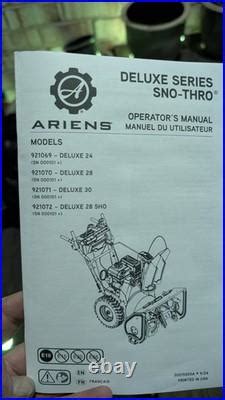 DELUXE SERIES
SNO-THRO®
ARIENS
OPERATOR'S MANUAL
MANUEL DU UTILISATEUR
MODELS
921069 - DELUXE 24
(SN 000101 +)
921070 - DELUXE 28
(SN 000101 +)
921071 - DELUXE 30
(SN 000101 +)
921072 - DELUXE 28 SHO
(SN 000101 +)
E10
EN
FR FRANÇAIS
PRINTED IN USA